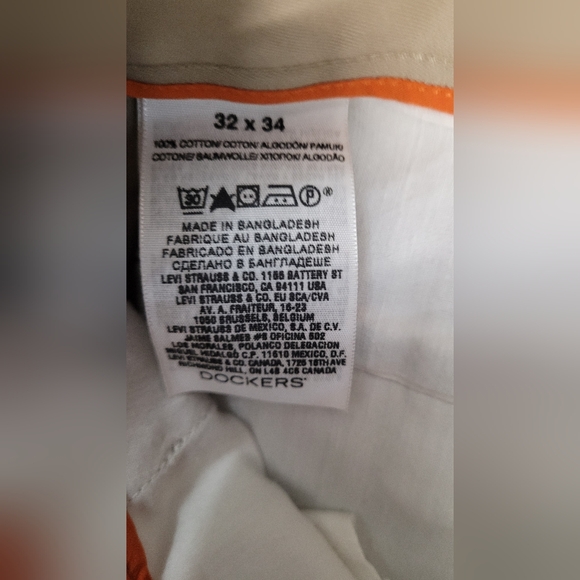 32 x 34
100% COTTON/ COTON/ ALGODÓN/ PAMUK/
COTONE/ BAUMWOLLE/ ХЛОПОК/ ALGODÃO
30 P ®
MADE IN BANGLADESH
FABRIQUE AU BANGLADESH
FABRICADO EN BANGLADESH
СДЕЛАНО В БАНГЛАДЕШЕ
LEVI STRAUSS & CO. 1155 BATTERY ST
SAN FRANCISCO, CA 94111 USA
LEVI STRAUSS & CO. EU SCA/CVA
AV. A. FRAITEUR, 15-23
1050 BRUSSELS, BELGIUM
LEVI STRAUSS DE MEXICO, S.A. DE C.V.
JAIME BALMES #8 OFICINA 602
LOS MORALES, POLANCO DELEGACION
MIGUEL HIDALGO C.P. 11510 MEXICO, D.F.
LEVI STRAUSS & CO. CANADA, 1725 16TH AVE
RICHMOND HILL, ON L4B 4C6 CANADA
DOCKERS®